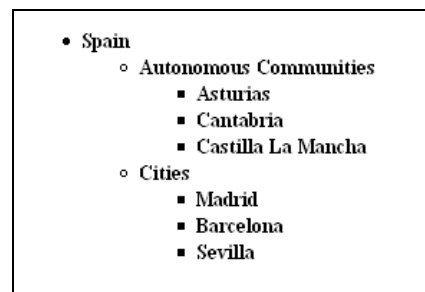 Spain
Autonomous Communities
Asturias
Cantabria
Castilla La Mancha
Cities
Madrid
Barcelona
Sevilla